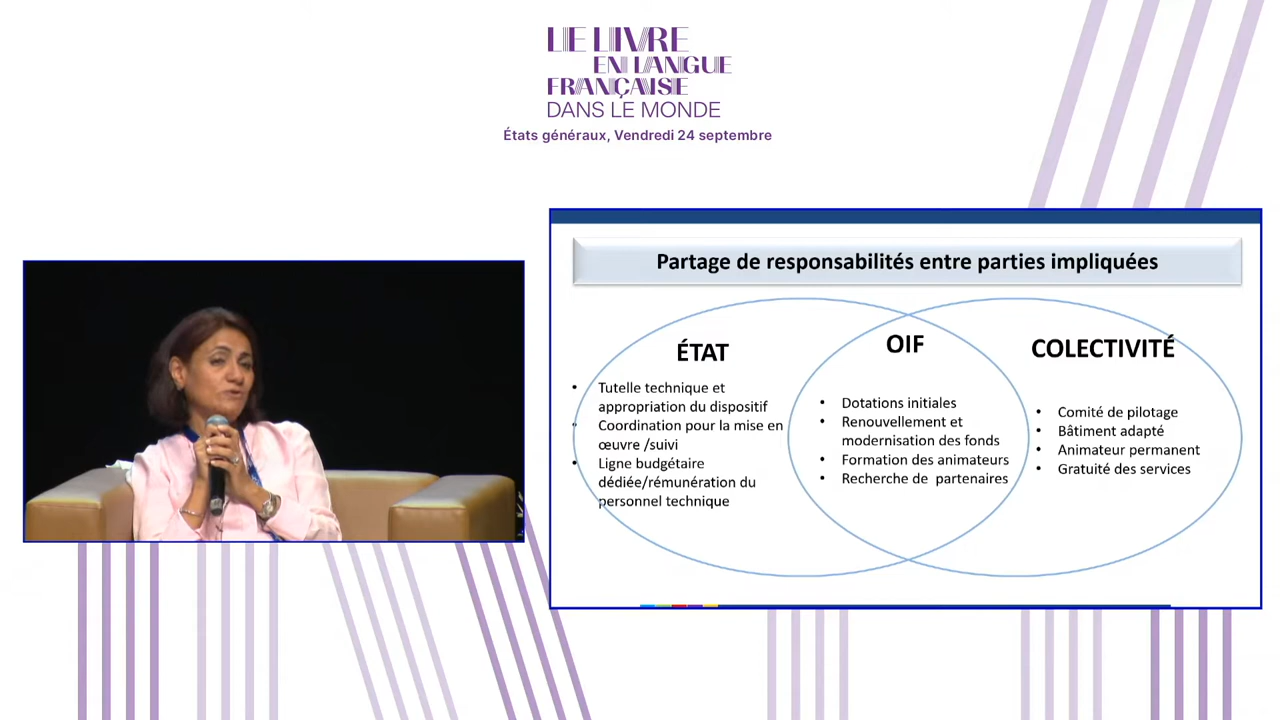 LE LIVRE
EN LANGUE
FRANÇAISE
DANS LE MONDE
États généraux, Vendredi 24 septembre
Partage de responsabilités entre parties impliquées
ÉTAT
• Tutelle technique et
appropriation du dispositif
• Coordination pour la mise en
œuvre /suivi
• Ligne budgétaire
dédiée/rémunération du
personnel technique
OIF
• Dotations initiales
• Renouvellement et
modernisation des fonds
• Formation des animateurs
• Recherche de partenaires
COLECTIVITÉ
• Comité de pilotage
• Bâtiment adapté
• Animateur permanent
• Gratuité des services